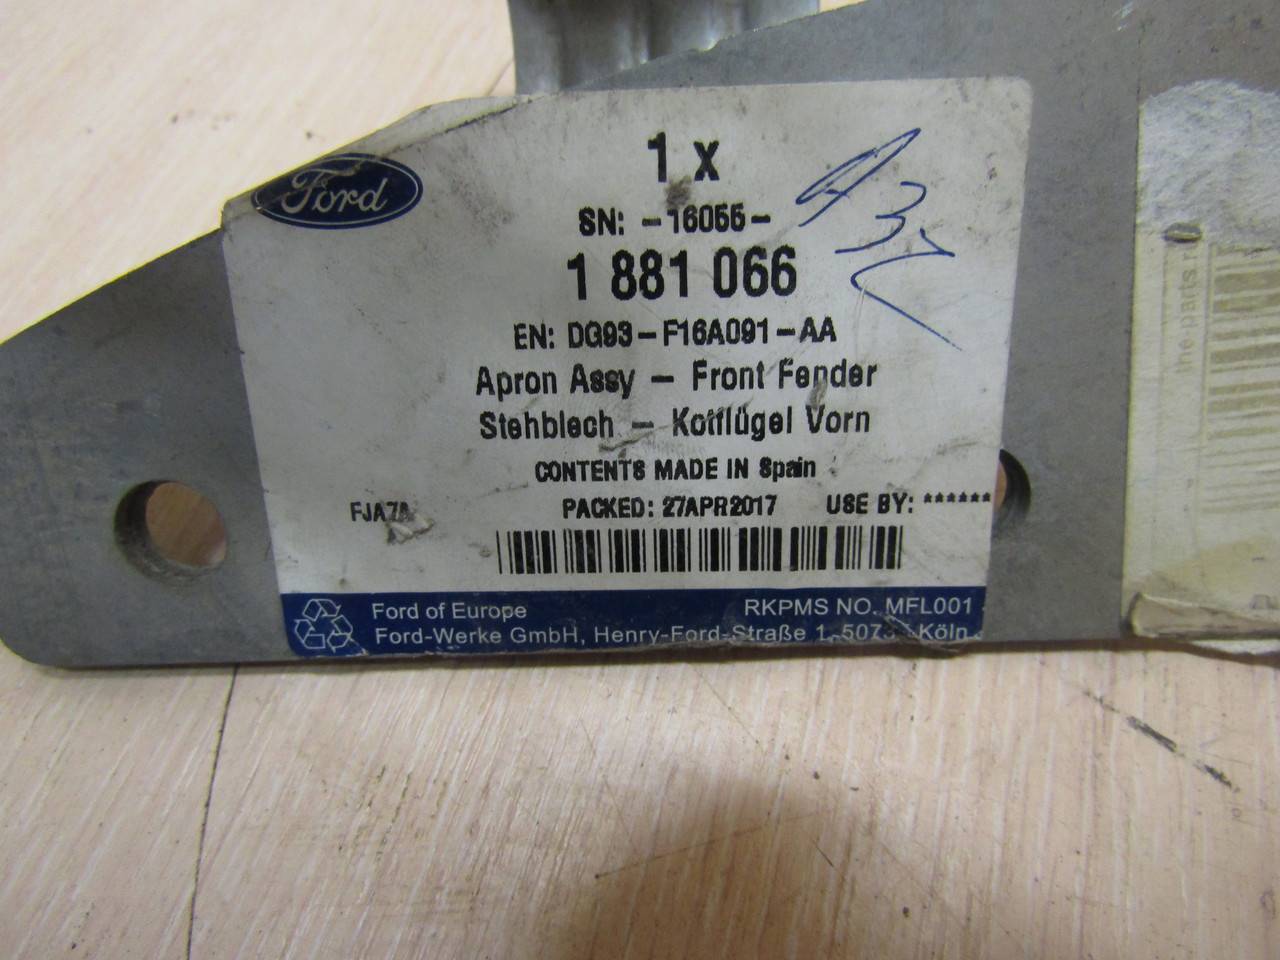 Ford
1 x
SN: -16055-
1 881 066
EN: DG93-F16A091-AA
Apron Assy - Front Fender
Stehblech - Kotflügel Vorn
CONTENTS MADE IN Spain
FJA7A PACKED: 27APR2017 USE BY: ******
Ford of Europe RKPMS NO. MFL001
Ford-Werke GmbH, Henry-Ford-Straße 1, Köln